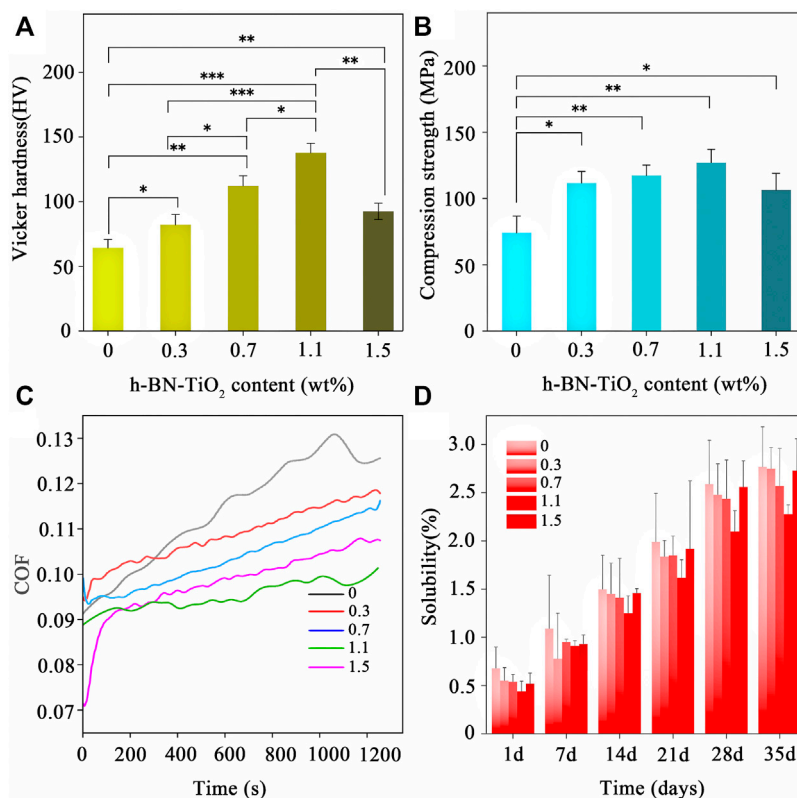 A
Vicker hardness(HV)
200
150
100
50
0
**
***
**
***
*
*
**
*
0 0.3 0.7 1.1 1.5
h-BN-TiO₂ content (wt%)
B
Compression strength (MPa)
200
150
100
50
0
*
**
**
*
0 0.3 0.7 1.1 1.5
h-BN-TiO₂ content (wt%)
C
COF
0.13
0.12
0.11
0.10
0.09
0.08
0.07
0
0.3
0.7
1.1
1.5
0 200 400 600 800 1000 1200
Time (s)
D
Solubility(%)
3.0
2.5
2.0
1.5
1.0
0.5
0
0
0.3
0.7
1.1
1.5
1d 7d 14d 21d 28d 35d
Time (days)